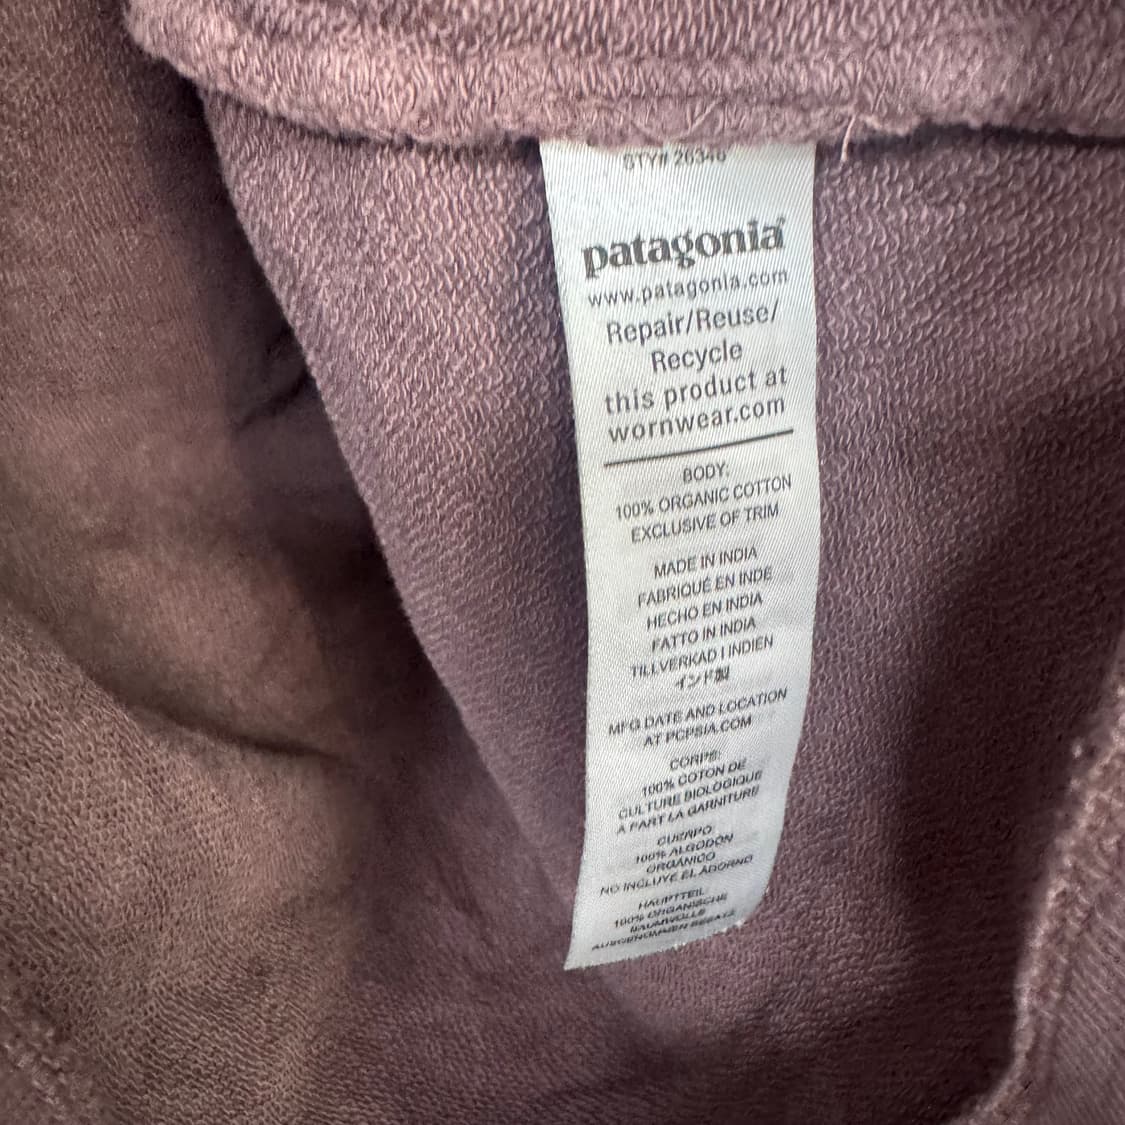 STY# 26346
patagonia®
www.patagonia.com
Repair/Reuse/
Recycle
this product at
wornwear.com
BODY:
100% ORGANIC COTTON
EXCLUSIVE OF TRIM
MADE IN INDIA
FABRIQUÉ EN INDE
HECHO EN INDIA
FATTO IN INDIA
TILLVERKAD I INDIEN
インド製
MFG DATE AND LOCATION
AT PCPSIA.COM
CORPS:
100% COTON DE
CULTURE BIOLOGIQUE
A PART LA GARNITURE
CUERPO:
100% ALGODÓN
ORGÁNICO
NO INCLUYE EL ADORNO
HAUPTTEIL
100% ORGANISCHE
BAUMWOLLE
AUSGENOMMEN BESATZ